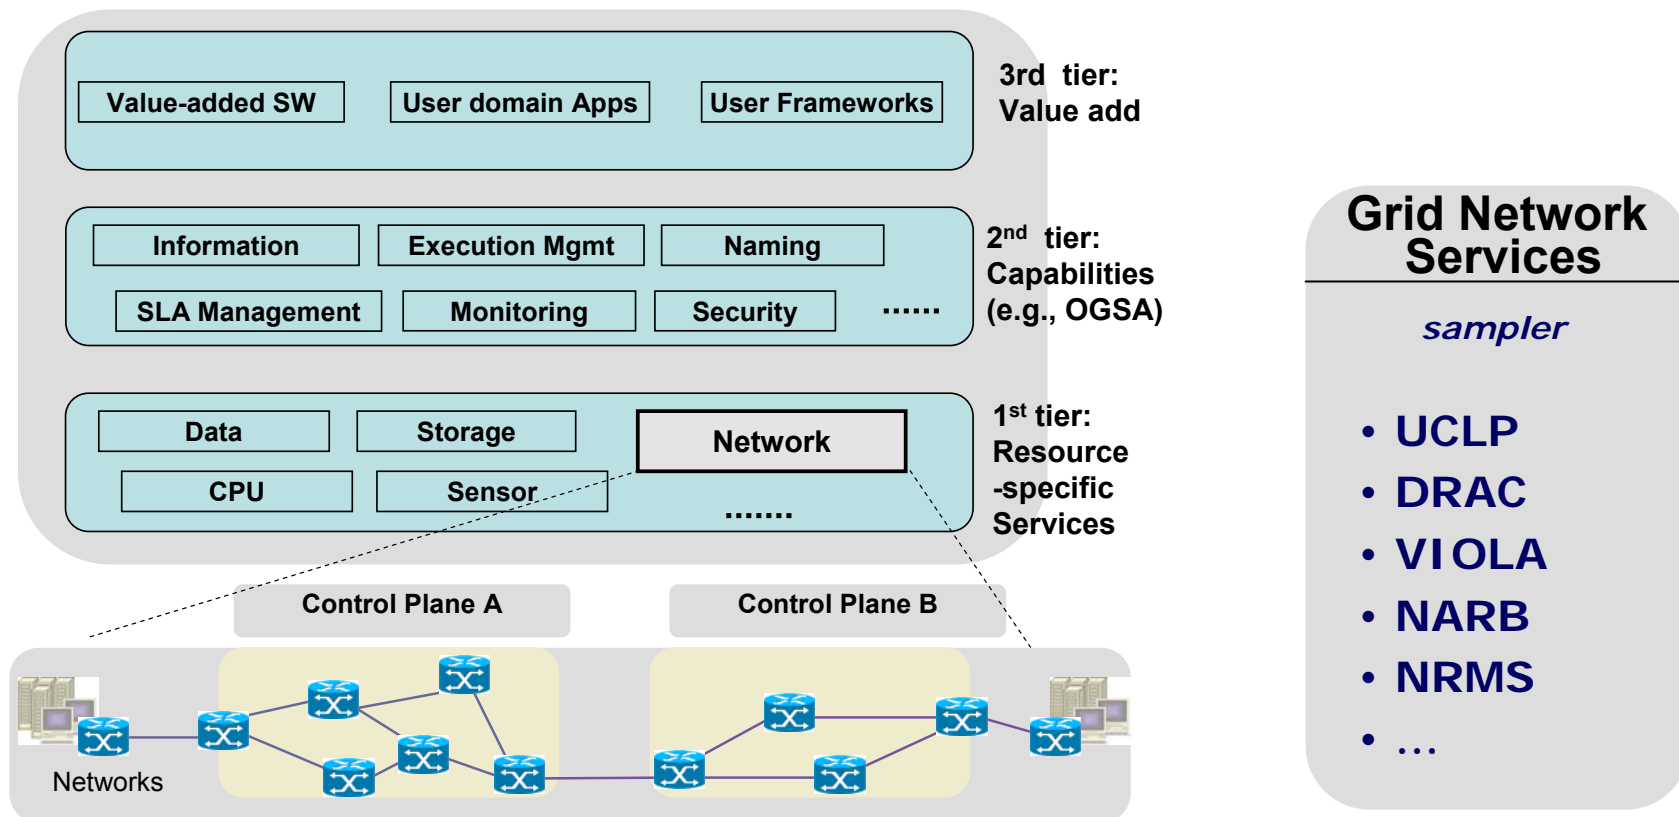 Value-added SW
User domain Apps
User Frameworks
3rd tier:
Value add
Information
Execution Mgmt
Naming
SLA Management
Monitoring
Security
......
2nd tier:
Capabilities
(e.g., OGSA)
Data
Storage
Network
CPU
Sensor
.......
1st tier:
Resource
-specific
Services
Control Plane A
Control Plane B
Networks
Grid Network
Services
sampler
• UCLP
• DRAC
• VIOLA
• NARB
• NRMS
• ...